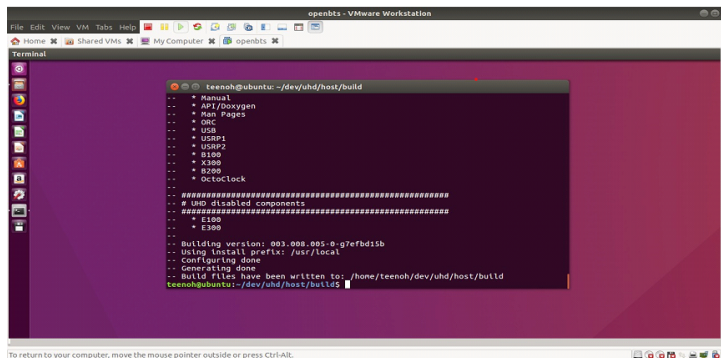 openbts - VMware Workstation
File Edit View VM Tabs Help
Home Shared VMs My Computer openbts
Terminal
teenoh@ubuntu: ~/dev/uhd/host/build
-- * Manual
-- * API/Doxygen
-- * Man Pages
-- * ORC
-- * USB
-- * USRP1
-- * USRP2
-- * B100
-- * X300
-- * B200
-- * OctoClock
--
-- ######################################################
-- # UHD disabled components
-- ######################################################
-- * E100
-- * E300
--
-- Building version: 003.008.005-0-g7efbd15b
-- Using install prefix: /usr/local
-- Configuring done
-- Generating done
-- Build files have been written to: /home/teenoh/dev/uhd/host/build
teenoh@ubuntu:~/dev/uhd/host/build$
To return to your computer, move the mouse pointer outside or press Ctrl-Alt.